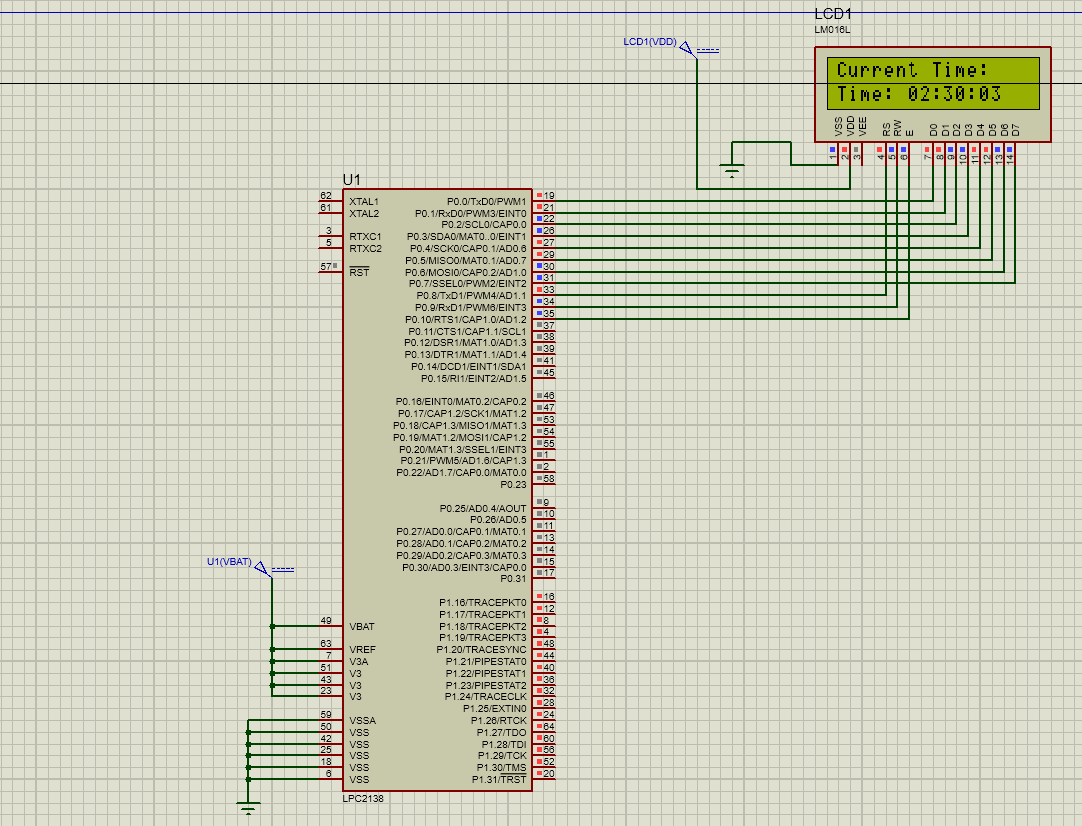 LCD1
LM016L
LCD1(VDD)
Current Time:
Time: 02:30:03
VSS
VDD
VEE
RS
RW
E
D0
D1
D2
D3
D4
D5
D6
D7
1
2
3
4
5
6
7
8
9
10
11
12
13
14
U1
62 XTAL1 P0.0/TxD0/PWM1 19
61 XTAL2 P0.1/RxD0/PWM3/EINT0 21
P0.2/SCL0/CAP0.0 22
3 RTXC1 P0.3/SDA0/MAT0..0/EINT1 26
5 RTXC2 P0.4/SCK0/CAP0.1/AD0.6 27
P0.5/MISO0/MAT0.1/AD0.7 29
57 RST P0.6/MOSI0/CAP0.2/AD1.0 30
P0.7/SSEL0/PWM2/EINT2 31
P0.8/TxD1/PWM4/AD1.1 33
P0.9/RxD1/PWM6/EINT3 34
P0.10/RTS1/CAP1.0/AD1.2 35
P0.11/CTS1/CAP1.1/SCL1 37
P0.12/DSR1/MAT1.0/AD1.3 38
P0.13/DTR1/MAT1.1/AD1.4 39
P0.14/DCD1/EINT1/SDA1 41
P0.15/RI1/EINT2/AD1.5 45
P0.16/EINT0/MAT0.2/CAP0.2 46
P0.17/CAP1.2/SCK1/MAT1.2 47
P0.18/CAP1.3/MISO1/MAT1.3 53
P0.19/MAT1.2/MOSI1/CAP1.2 54
P0.20/MAT1.3/SSEL1/EINT3 55
P0.21/PWM5/AD1.6/CAP1.3 1
P0.22/AD1.7/CAP0.0/MAT0.0 2
P0.23 58
P0.25/AD0.4/AOUT 9
P0.26/AD0.5 10
P0.27/AD0.0/CAP0.1/MAT0.1 11
P0.28/AD0.1/CAP0.2/MAT0.2 13
P0.29/AD0.2/CAP0.3/MAT0.3 14
P0.30/AD0.3/EINT3/CAP0.0 15
P0.31 17
U1(VBAT)
P1.16/TRACEPKT0 16
P1.17/TRACEPKT1 12
49 VBAT P1.18/TRACEPKT2 8
P1.19/TRACEPKT3 4
63 VREF P1.20/TRACESYNC 48
7 V3A P1.21/PIPESTAT0 44
51 V3 P1.22/PIPESTAT1 40
43 V3 P1.23/PIPESTAT2 36
23 V3 P1.24/TRACECLK 32
P1.25/EXTIN0 28
59 VSSA P1.26/RTCK 24
50 VSS P1.27/TDO 64
42 VSS P1.28/TDI 60
25 VSS P1.29/TCK 56
18 VSS P1.30/TMS 52
6 VSS P1.31/TRST 20
LPC2138